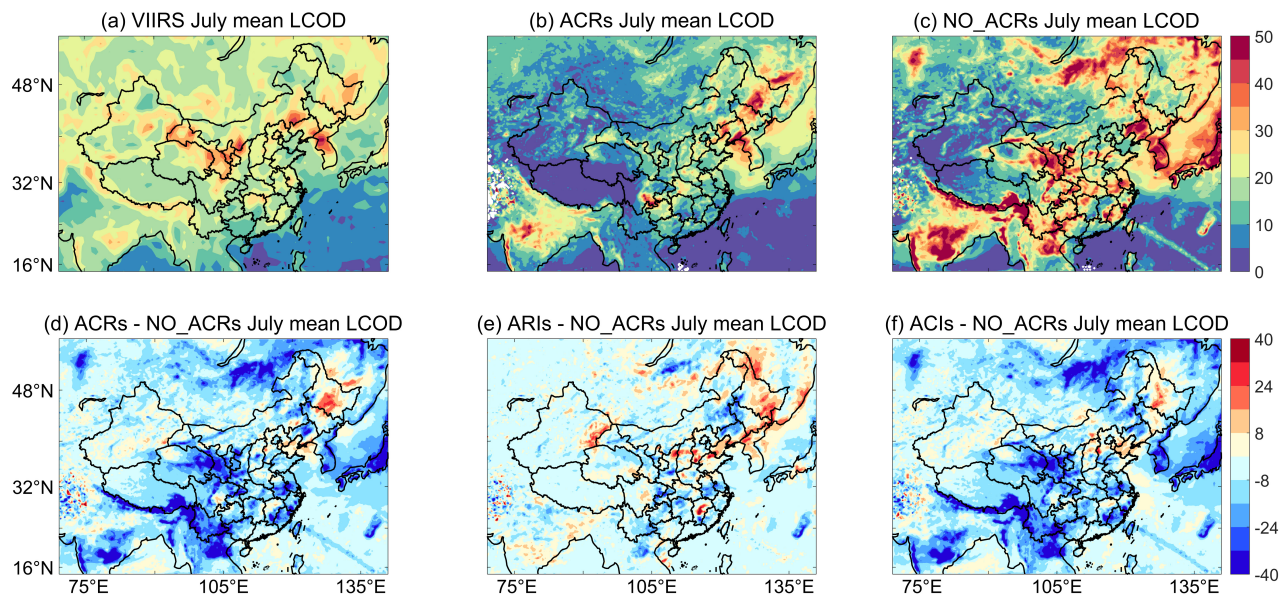 (a) VIIRS July mean LCOD
(b) ACRs July mean LCOD
(c) NO_ACRs July mean LCOD
48°N
32°N
16°N
50
40
30
20
10
0
(d) ACRs - NO_ACRs July mean LCOD
(e) ARIs - NO_ACRs July mean LCOD
(f) ACIs - NO_ACRs July mean LCOD
48°N
32°N
16°N
40
24
8
-8
-24
-40
75°E 105°E 135°E
75°E 105°E 135°E
75°E 105°E 135°E